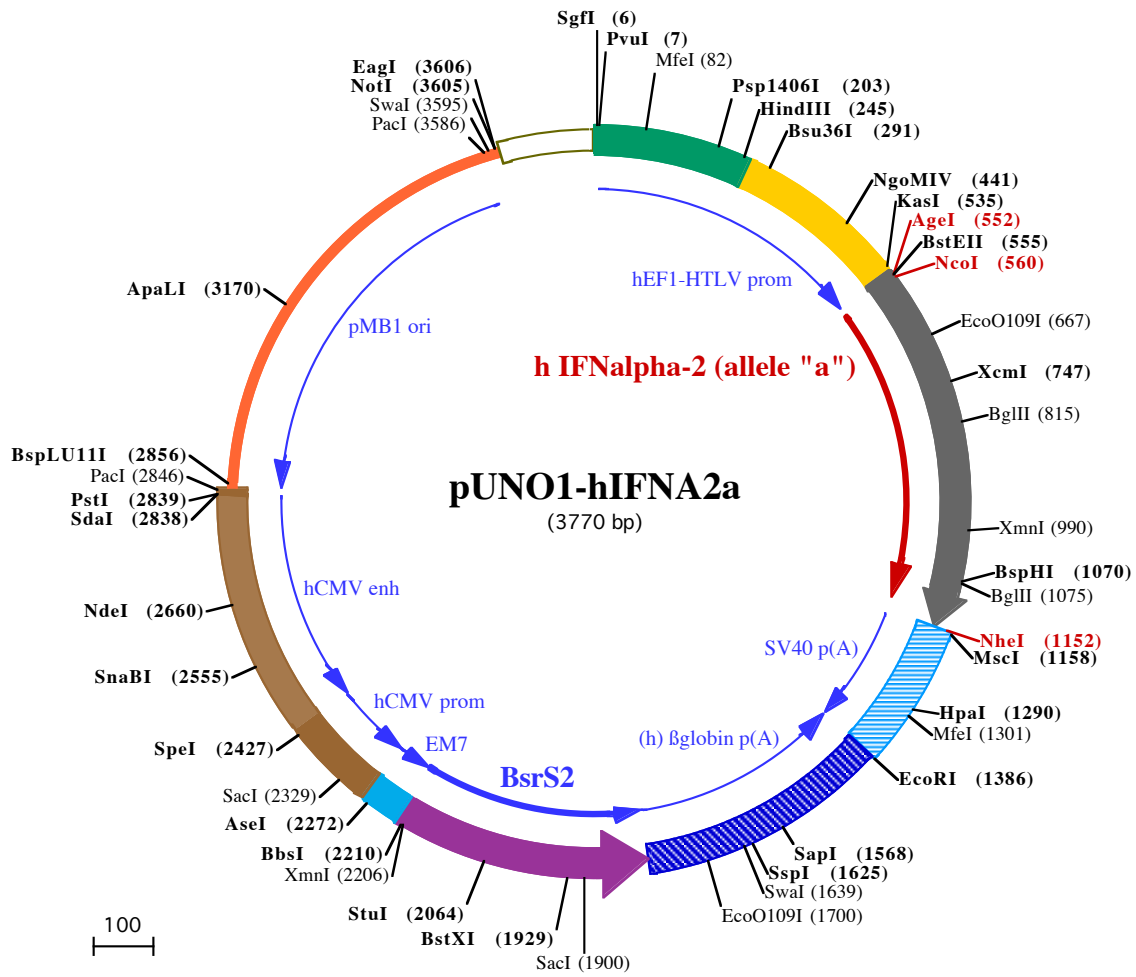 SgfI (6)
PvuI (7)
MfeI (82)
Psp1406I (203)
HindIII (245)
Bsu36I (291)
NgoMIV (441)
KasI (535)
AgeI (552)
BstEII (555)
NcoI (560)
EcoO109I (667)
XcmI (747)
BglII (815)
XmnI (990)
BspHI (1070)
BglII (1075)
NheI (1152)
MscI (1158)
HpaI (1290)
MfeI (1301)
EcoRI (1386)
SapI (1568)
SspI (1625)
SwaI (1639)
EcoO109I (1700)
SacI (1900)
BstXI (1929)
StuI (2064)
XmnI (2206)
BbsI (2210)
AseI (2272)
SacI (2329)
SpeI (2427)
SnaBI (2555)
NdeI (2660)
SdaI (2838)
PstI (2839)
PacI (2846)
BspLU11I (2856)
ApaLI (3170)
PacI (3586)
SwaI (3595)
NotI (3605)
EagI (3606)
hEF1-HTLV prom
pMB1 ori
h IFNalpha-2 (allele "a")
pUNO1-hIFNA2a
(3770 bp)
hCMV enh
SV40 p(A)
hCMV prom
(h) ßglobin p(A)
EM7
BsrS2
100